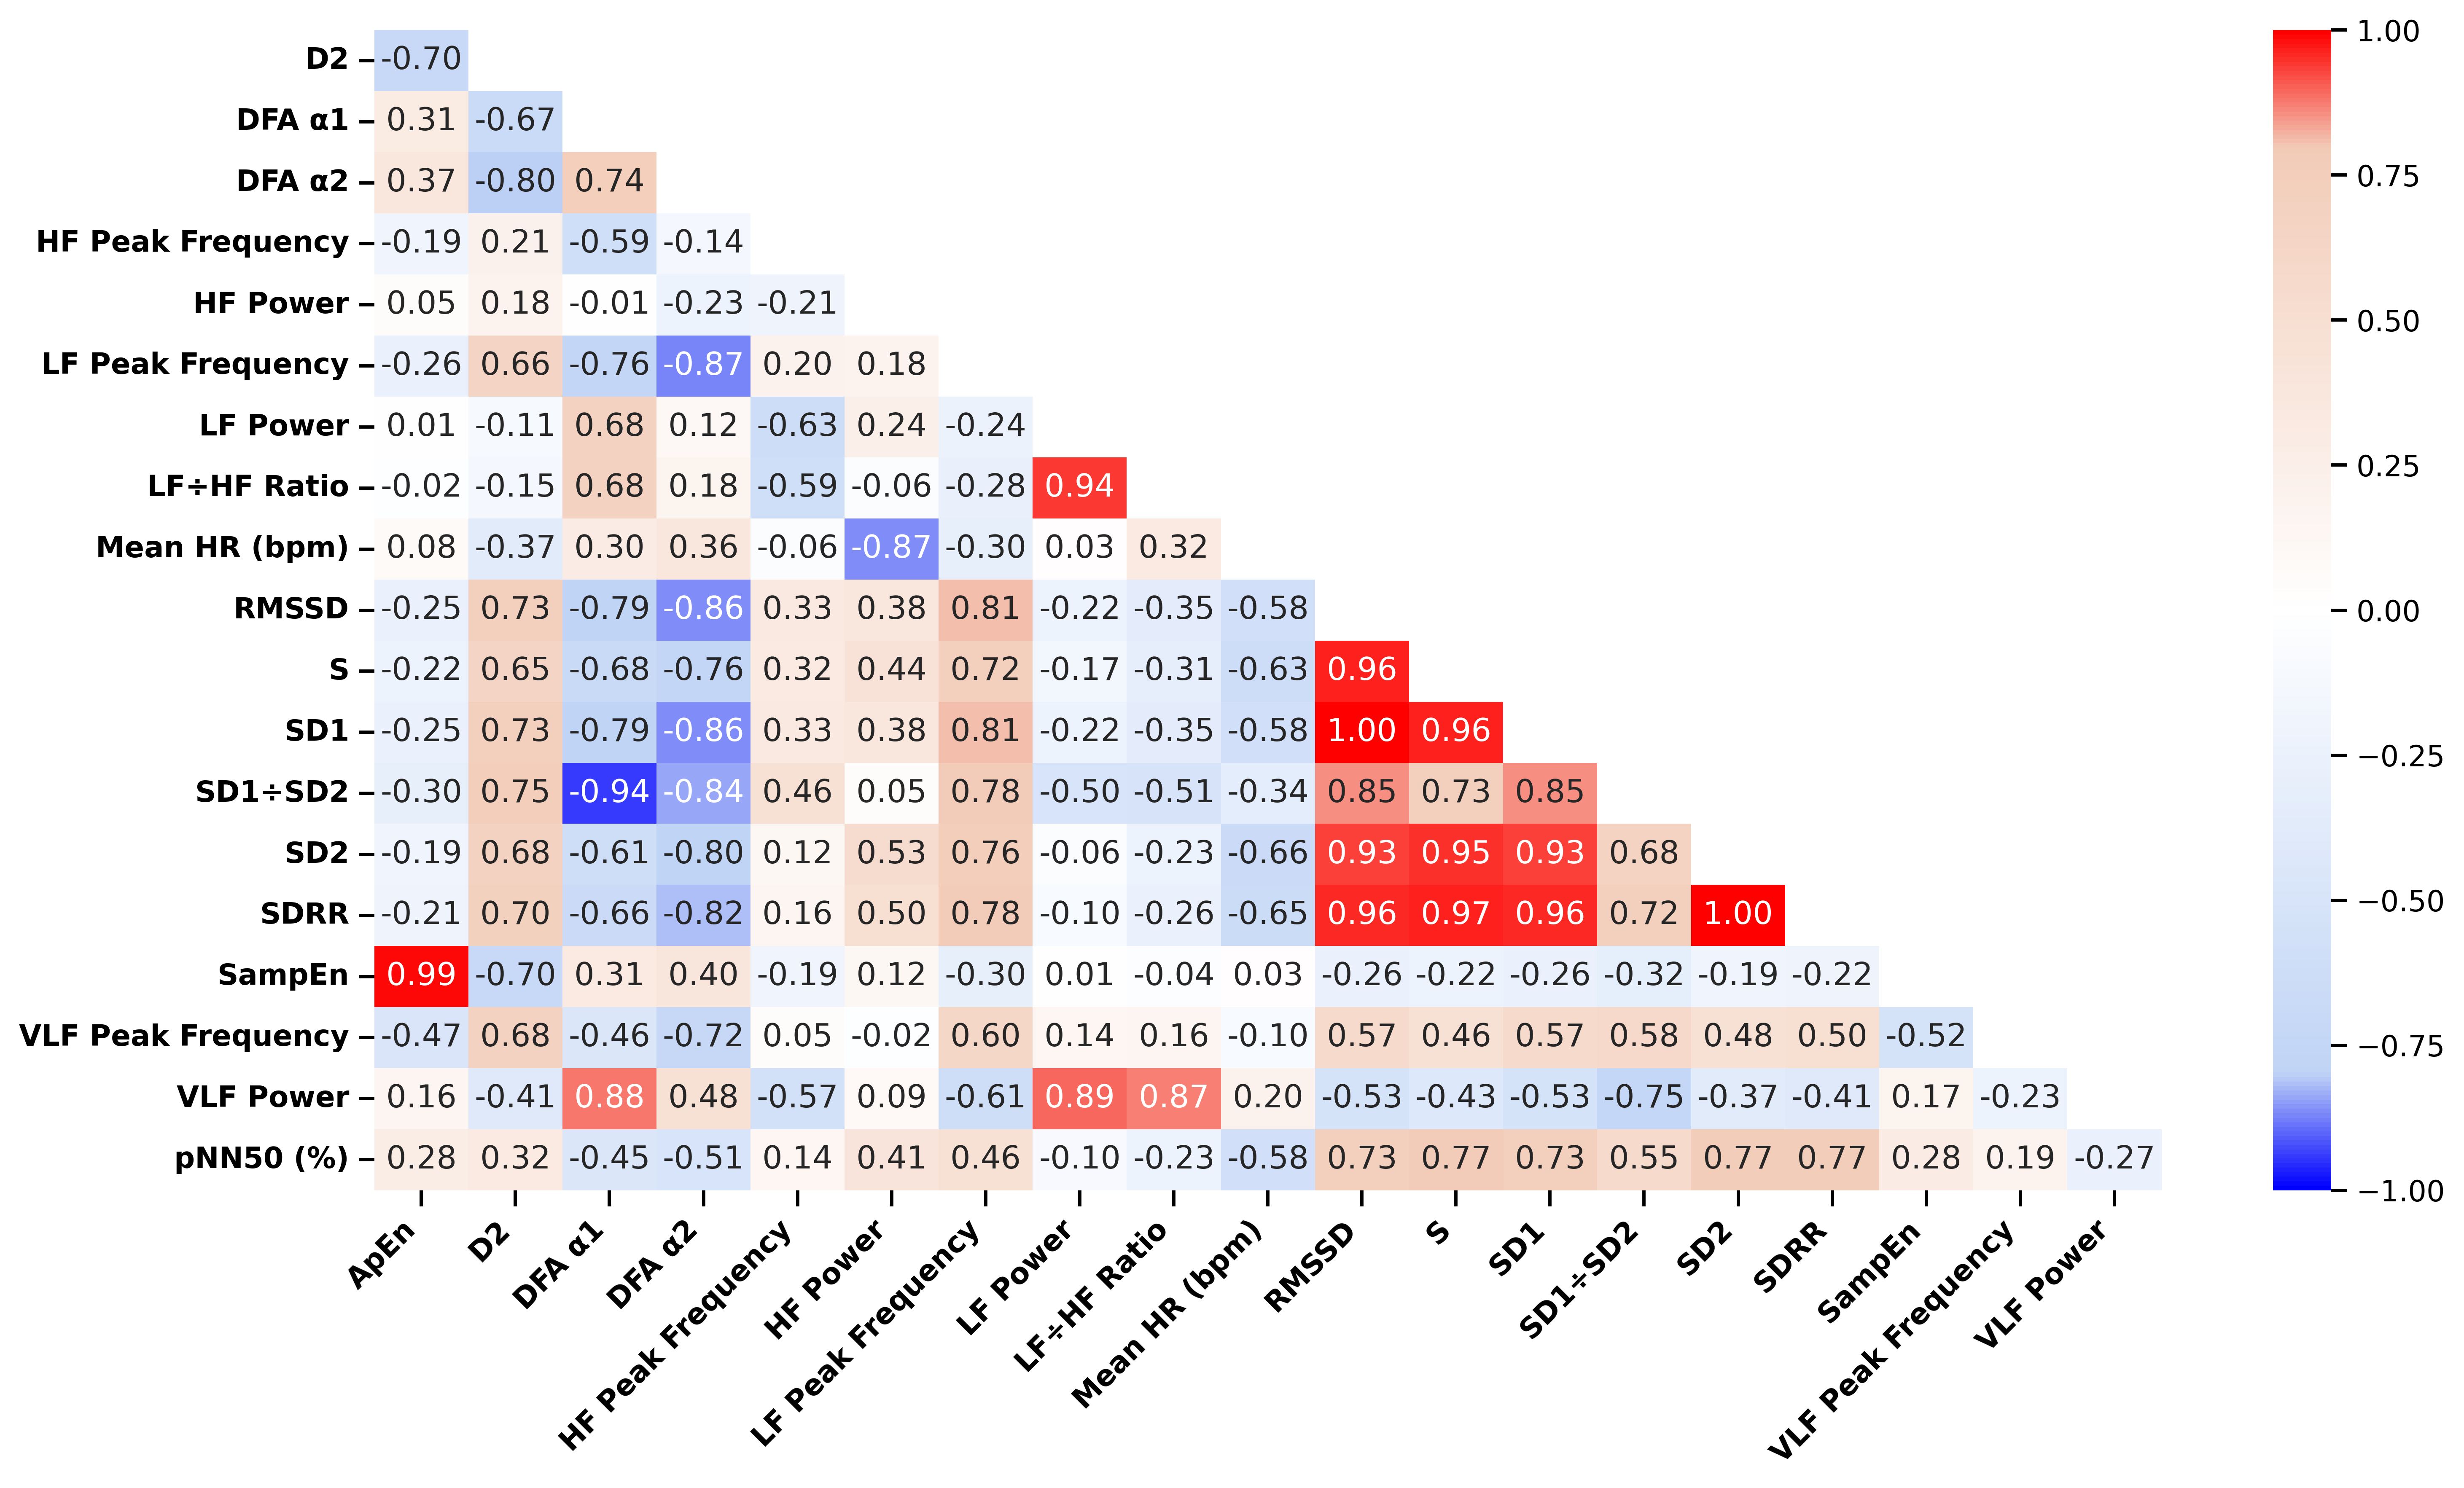 D2 -0.70
DFA α1 0.31 -0.67
DFA α2 0.37 -0.80 0.74
HF Peak Frequency -0.19 0.21 -0.59 -0.14
HF Power 0.05 0.18 -0.01 -0.23 -0.21
LF Peak Frequency -0.26 0.66 -0.76 -0.87 0.20 0.18
LF Power 0.01 -0.11 0.68 0.12 -0.63 0.24 -0.24
LF÷HF Ratio -0.02 -0.15 0.68 0.18 -0.59 -0.06 -0.28 0.94
Mean HR (bpm) 0.08 -0.37 0.30 0.36 -0.06 -0.87 -0.30 0.03 0.32
RMSSD -0.25 0.73 -0.79 -0.86 0.33 0.38 0.81 -0.22 -0.35 -0.58
S -0.22 0.65 -0.68 -0.76 0.32 0.44 0.72 -0.17 -0.31 -0.63 0.96
SD1 -0.25 0.73 -0.79 -0.86 0.33 0.38 0.81 -0.22 -0.35 -0.58 1.00 0.96
SD1÷SD2 -0.30 0.75 -0.94 -0.84 0.46 0.05 0.78 -0.50 -0.51 -0.34 0.85 0.73 0.85
SD2 -0.19 0.68 -0.61 -0.80 0.12 0.53 0.76 -0.06 -0.23 -0.66 0.93 0.95 0.93 0.68
SDRR -0.21 0.70 -0.66 -0.82 0.16 0.50 0.78 -0.10 -0.26 -0.65 0.96 0.97 0.96 0.72 1.00
SampEn 0.99 -0.70 0.31 0.40 -0.19 0.12 -0.30 0.01 -0.04 0.03 -0.26 -0.22 -0.26 -0.32 -0.19 -0.22
VLF Peak Frequency -0.47 0.68 -0.46 -0.72 0.05 -0.02 0.60 0.14 0.16 -0.10 0.57 0.46 0.57 0.58 0.48 0.50 -0.52
VLF Power 0.16 -0.41 0.88 0.48 -0.57 0.09 -0.61 0.89 0.87 0.20 -0.53 -0.43 -0.53 -0.75 -0.37 -0.41 0.17 -0.23
pNN50 (%) 0.28 0.32 -0.45 -0.51 0.14 0.41 0.46 -0.10 -0.23 -0.58 0.73 0.77 0.73 0.55 0.77 0.77 0.28 0.19 -0.27
ApEn
D2
DFA α1
DFA α2
HF Peak Frequency
HF Power
LF Peak Frequency
LF Power
LF÷HF Ratio
Mean HR (bpm)
RMSSD
S
SD1
SD1÷SD2
SD2
SDRR
SampEn
VLF Peak Frequency
VLF Power
1.00
0.75
0.50
0.25
0.00
−0.25
−0.50
−0.75
−1.00